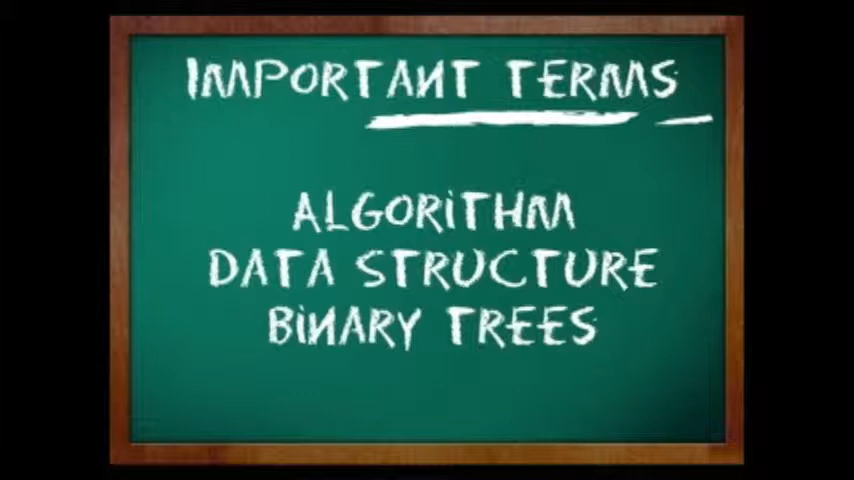 IMPORTANT TERMS
ALGORITHM
DATA STRUCTURE
BINARY TREES